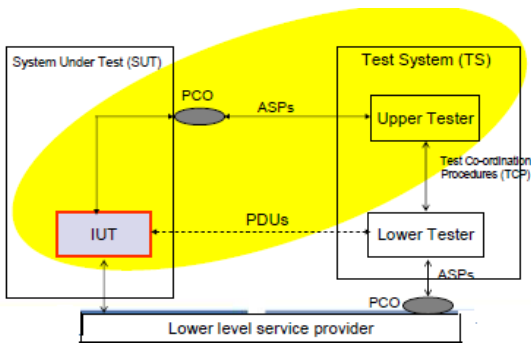 System Under Test (SUT)
Test System (TS)
PCO
ASPs
Upper Tester
Test Co-ordination
Procedures (TCP)
PDUs
IUT
Lower Tester
ASPs
PCO
Lower level service provider